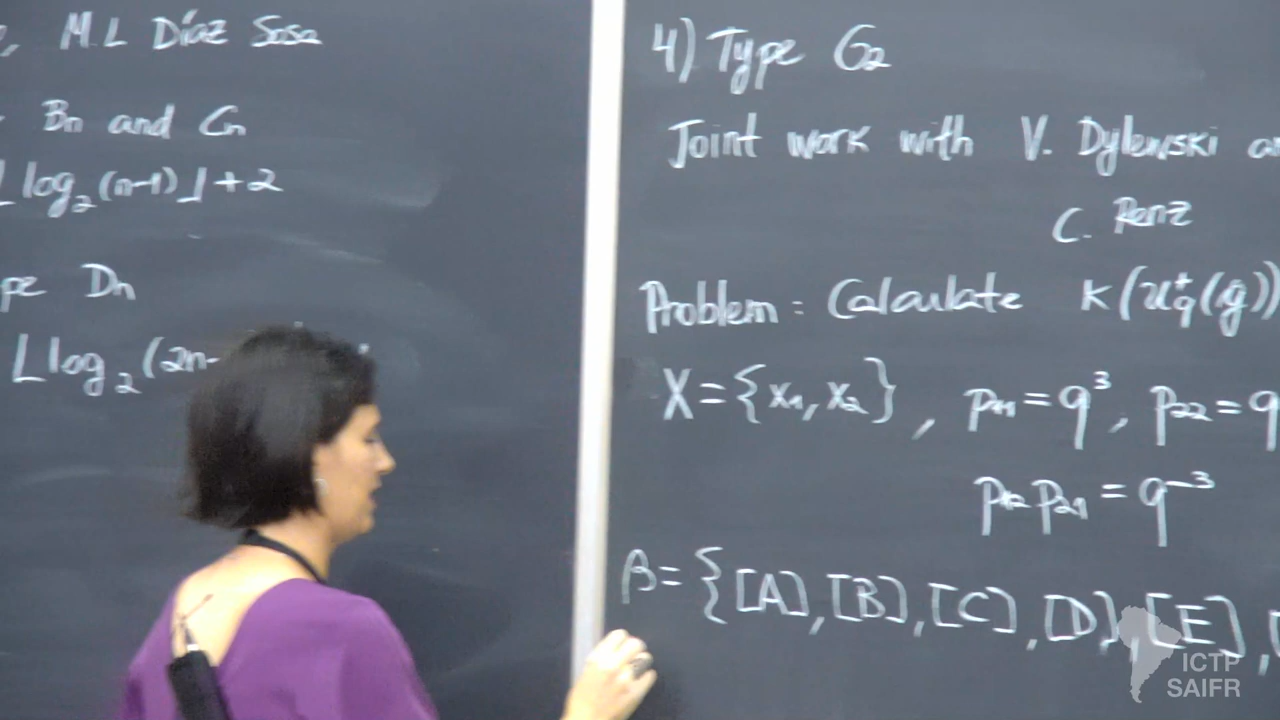 M.L Díaz Sosa
Bn and Cn
⌊log₂(n-1)⌋+2
Dn
⌊log₂(2n-
4) Type G₂
Joint work with V. Dylewski
C. Renz
Problem: Calculate K(u⁺q(g))
X={x₁,x₂}, p₁₁=q³, p₂₂=q
p₁₂p₂₁=q⁻³
B={[A],[B],[C],[D],[E],[
ICTP
SAIFR